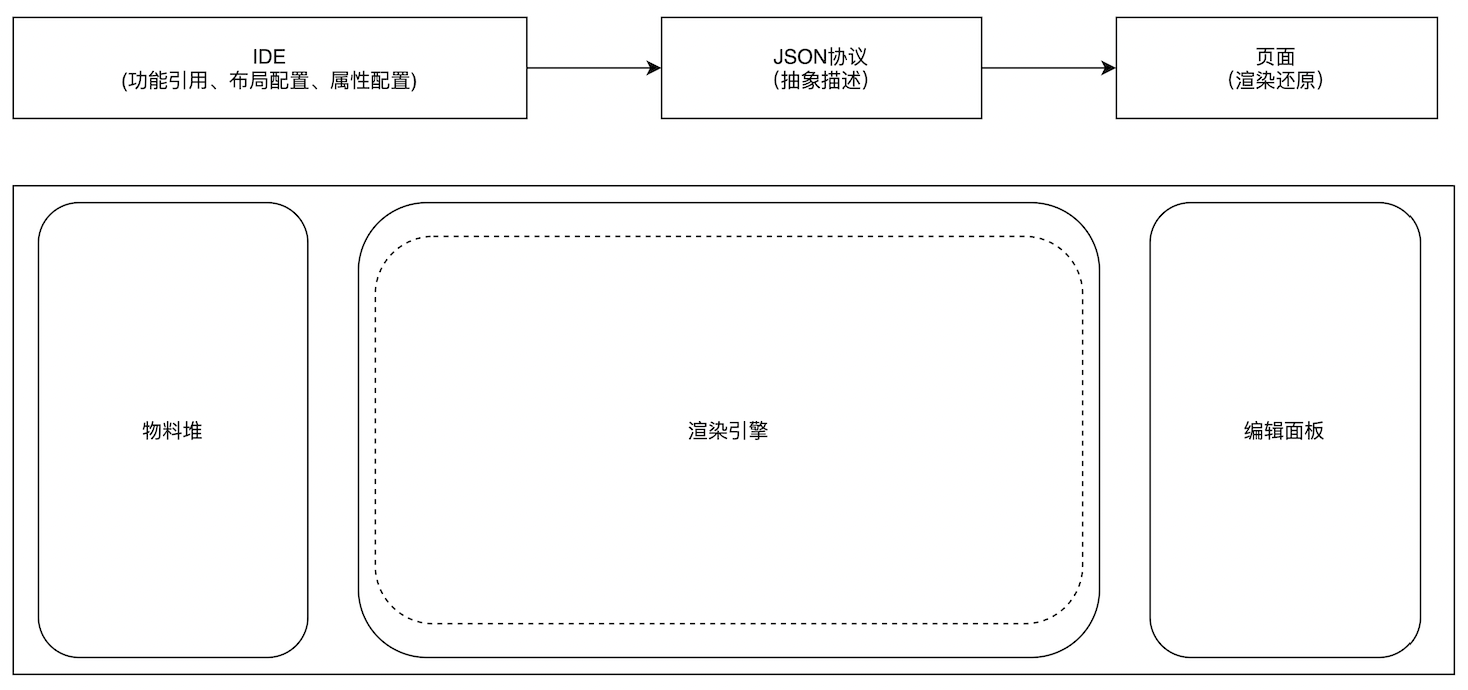 IDE
(功能引用、布局配置、属性配置)
JSON协议
（抽象描述）
页面
（渲染还原）
物料堆
渲染引擎
编辑面板